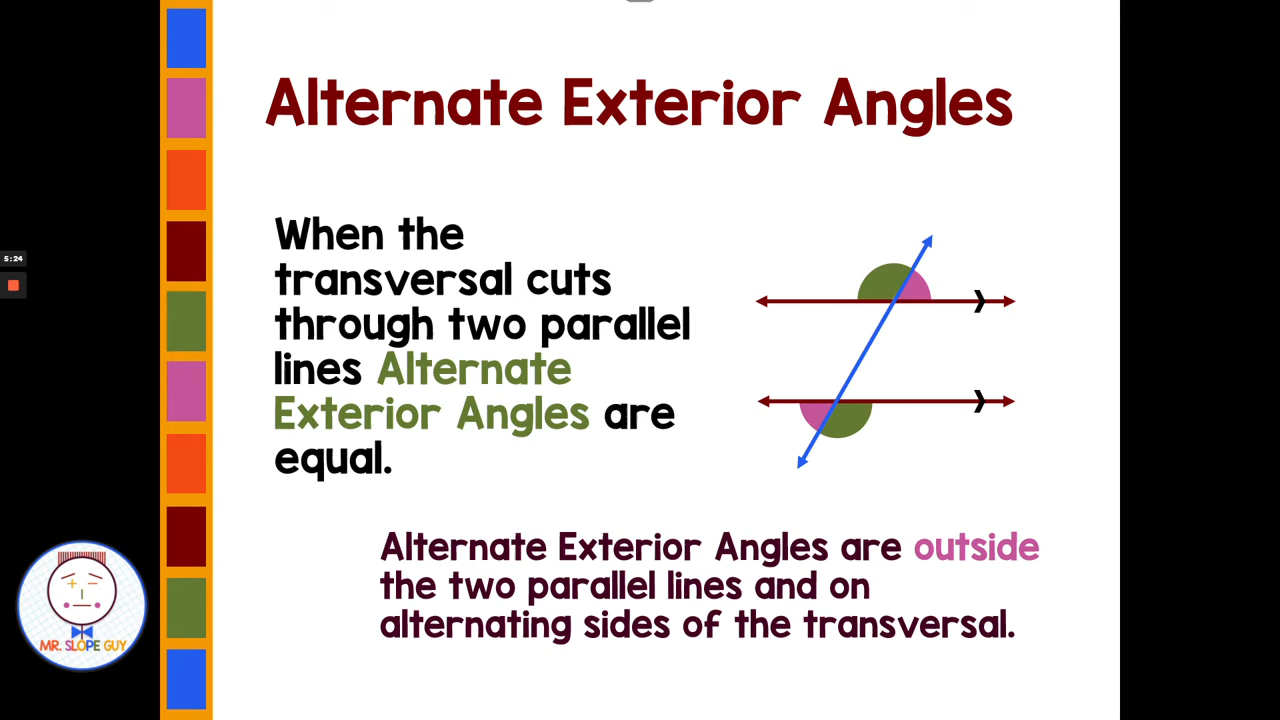 Alternate Exterior Angles
When the
transversal cuts
through two parallel
lines Alternate
Exterior Angles are
equal.
5:24
Alternate Exterior Angles are outside
the two parallel lines and on
alternating sides of the transversal.
MR. SLOPE GUY